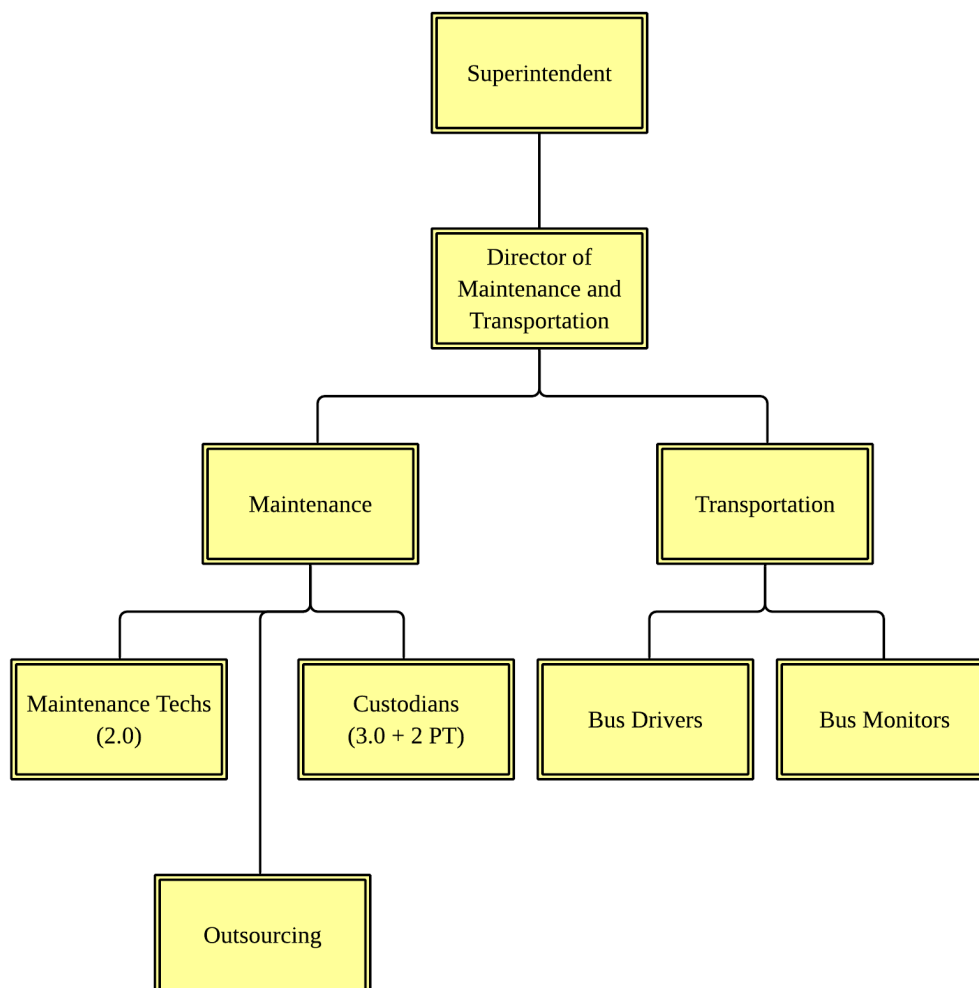 Superintendent
Director of
Maintenance and
Transportation
Maintenance
Transportation
Maintenance Techs
(2.0)
Custodians
(3.0 + 2 PT)
Bus Drivers
Bus Monitors
Outsourcing